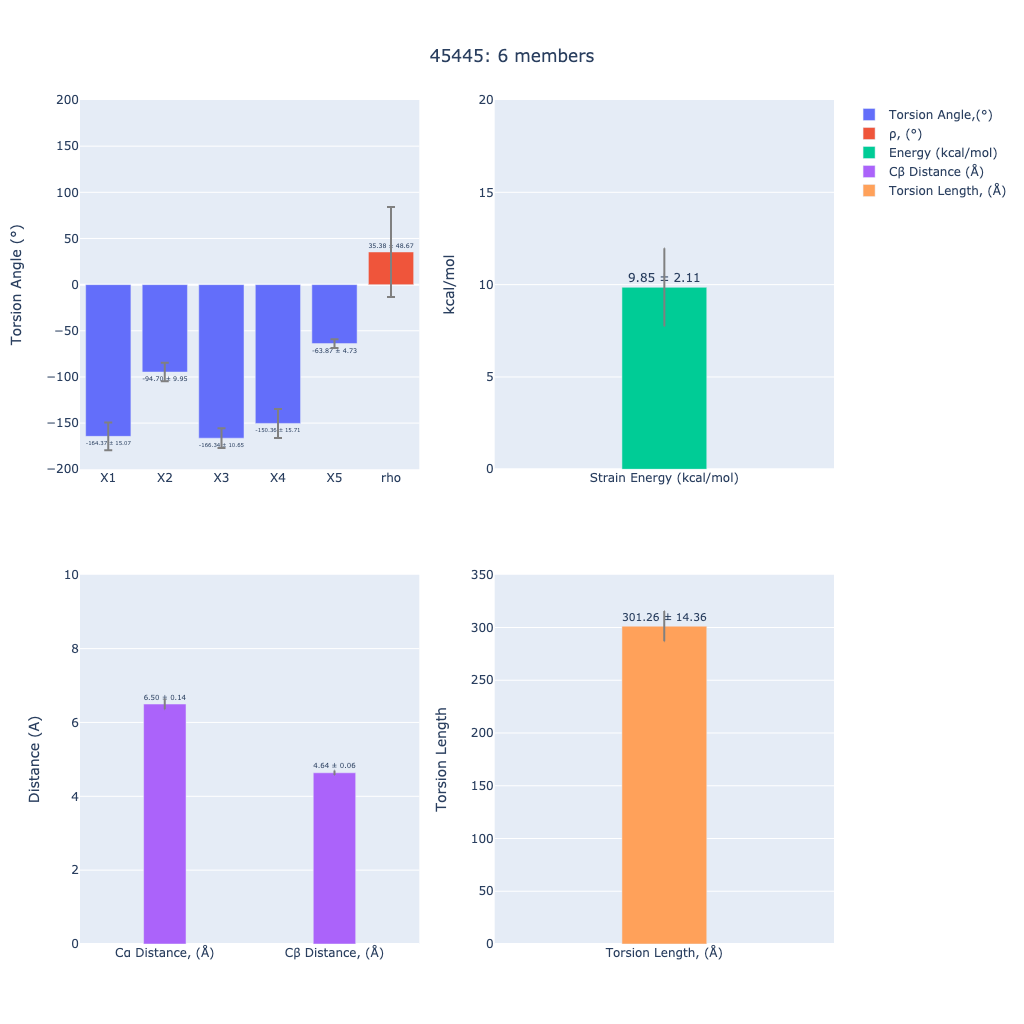 45445: 6 members
Torsion Angle (°)
200
150
100
50
0
−50
−100
−150
−200
-164.37 ± 15.07
-94.70 ± 9.95
-166.34 ± 10.65
-150.36 ± 15.71
-63.87 ± 4.73
35.38 ± 48.67
X1 X2 X3 X4 X5 rho
kcal/mol
20
15
10
5
0
9.85 ± 2.11
Strain Energy (kcal/mol)
Torsion Angle,(°)
ρ, (°)
Energy (kcal/mol)
Cβ Distance (Å)
Torsion Length, (Å)
Distance (A)
10
8
6
4
2
0
6.50 ± 0.14
4.64 ± 0.06
Cα Distance, (Å) Cβ Distance, (Å)
Torsion Length
350
300
250
200
150
100
50
0
301.26 ± 14.36
Torsion Length, (Å)